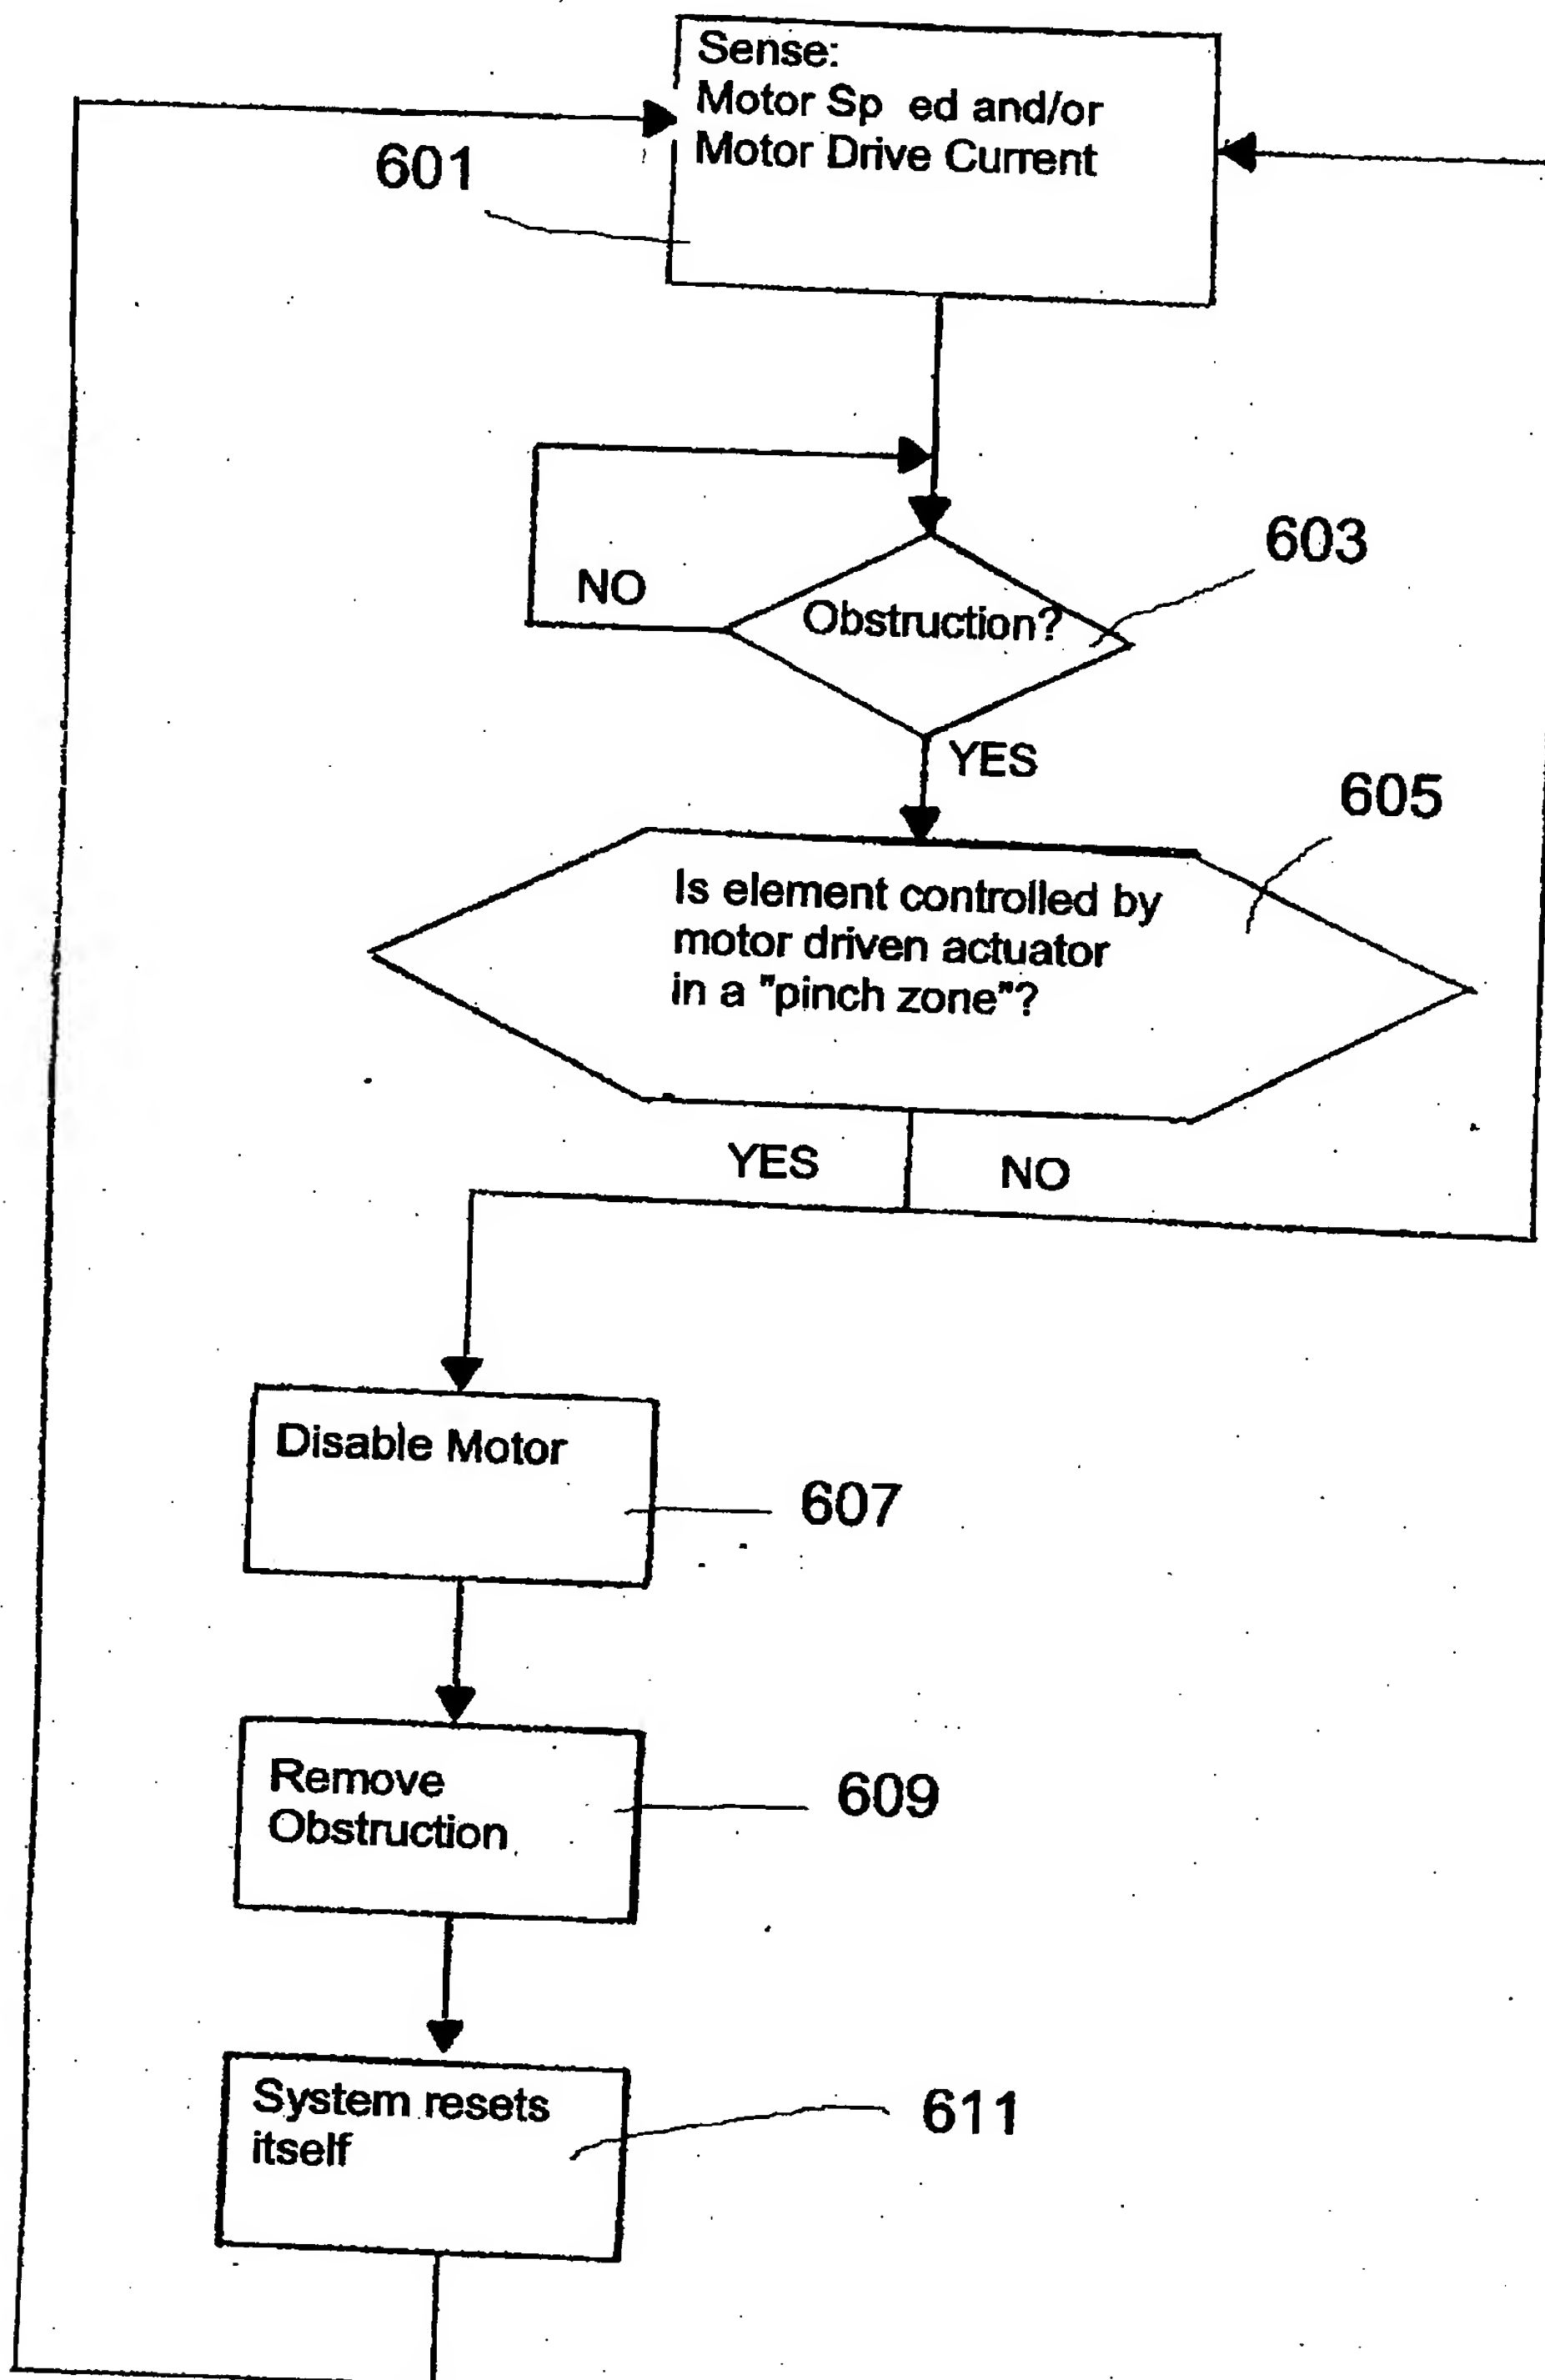 Sense:
Motor Sp ed and/or
Motor Drive Current
601
603
NO
Obstruction?
YES
605
Is element controlled by
motor driven actuator
in a "pinch zone"?
YES
NO
Disable Motor
607
Remove
Obstruction
609
System resets
itself
611